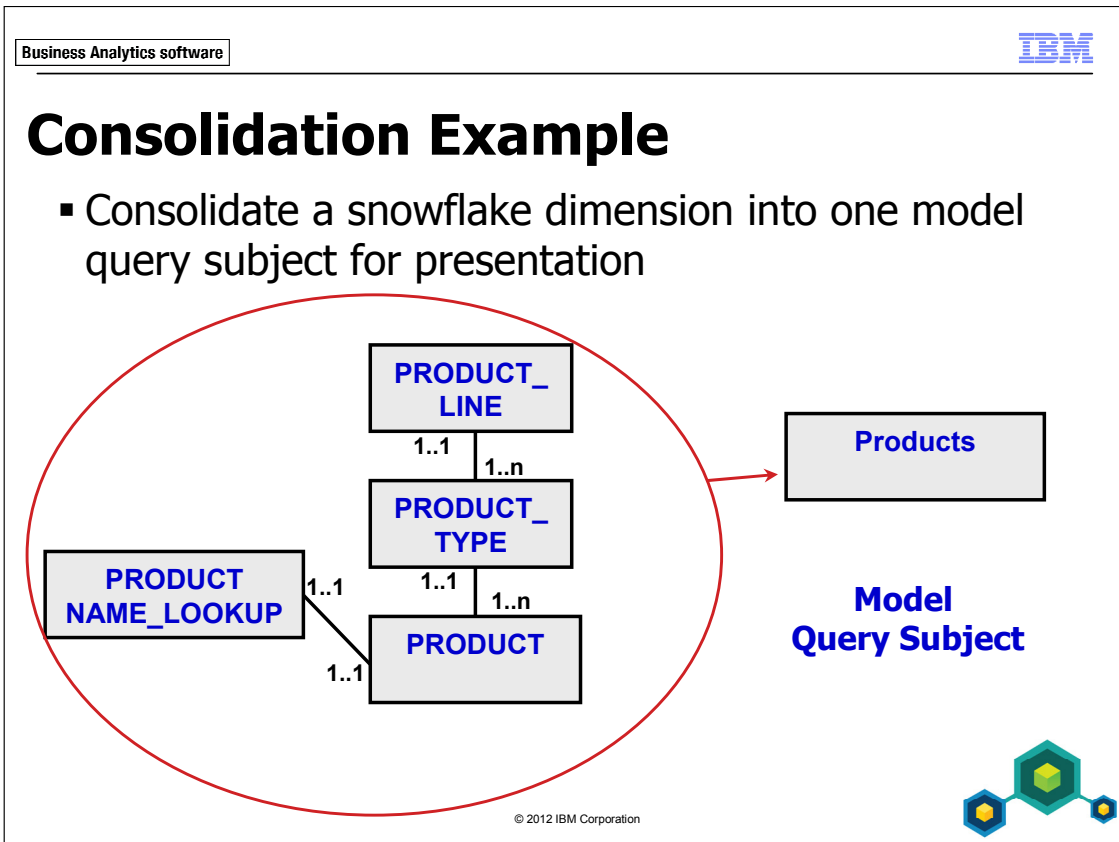 Business Analytics software
IBM
Consolidation Example
▪ Consolidate a snowflake dimension into one model
query subject for presentation
PRODUCT_
LINE
1..1
1..n
PRODUCT_
TYPE
1..1
1..n
PRODUCT
NAME_LOOKUP
1..1
1..1
PRODUCT
Products
Model
Query Subject
© 2012 IBM Corporation